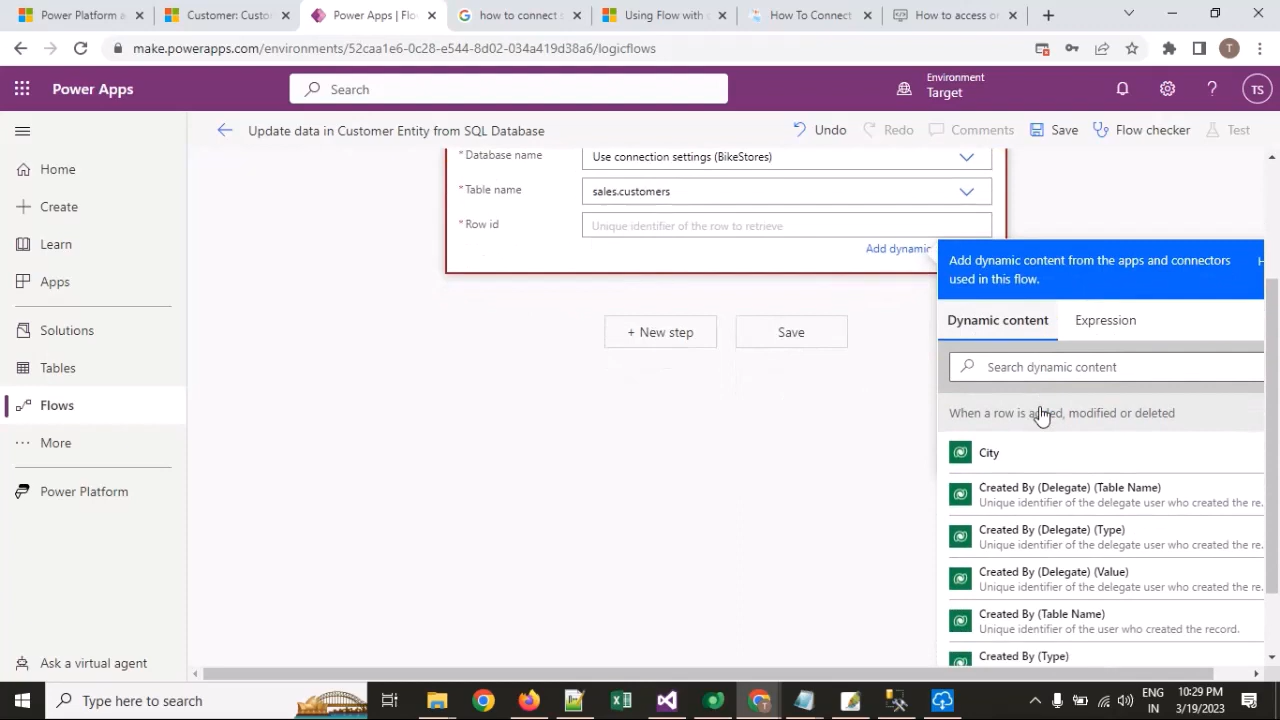 Power Platform a
Customer: Custo
Power Apps | Flo
how to connect s
Using Flow with
How To Connect
How to access or
make.powerapps.com/environments/52caa1e6-0c28-e544-8d02-034a419d38a6/logicflows
T
Power Apps
Search
Environment
Target
TS
Update data in Customer Entity from SQL Database
Undo
Redo
Comments
Save
Flow checker
Test
Home
Create
Learn
Apps
Solutions
Tables
Flows
More
Power Platform
Ask a virtual agent
*Database name
Use connection settings (BikeStores)
*Table name
sales.customers
*Row id
Unique identifier of the row to retrieve
Add dynamic
+ New step
Save
Add dynamic content from the apps and connectors
used in this flow.
Dynamic content
Expression
Search dynamic content
When a row is added, modified or deleted
City
Created By (Delegate) (Table Name)
Unique identifier of the delegate user who created the re.
Created By (Delegate) (Type)
Unique identifier of the delegate user who created the re.
Created By (Delegate) (Value)
Unique identifier of the delegate user who created the re.
Created By (Table Name)
Unique identifier of the user who created the record.
Created By (Type)
Type here to search
ENG
IN
10:29 PM
3/19/2023